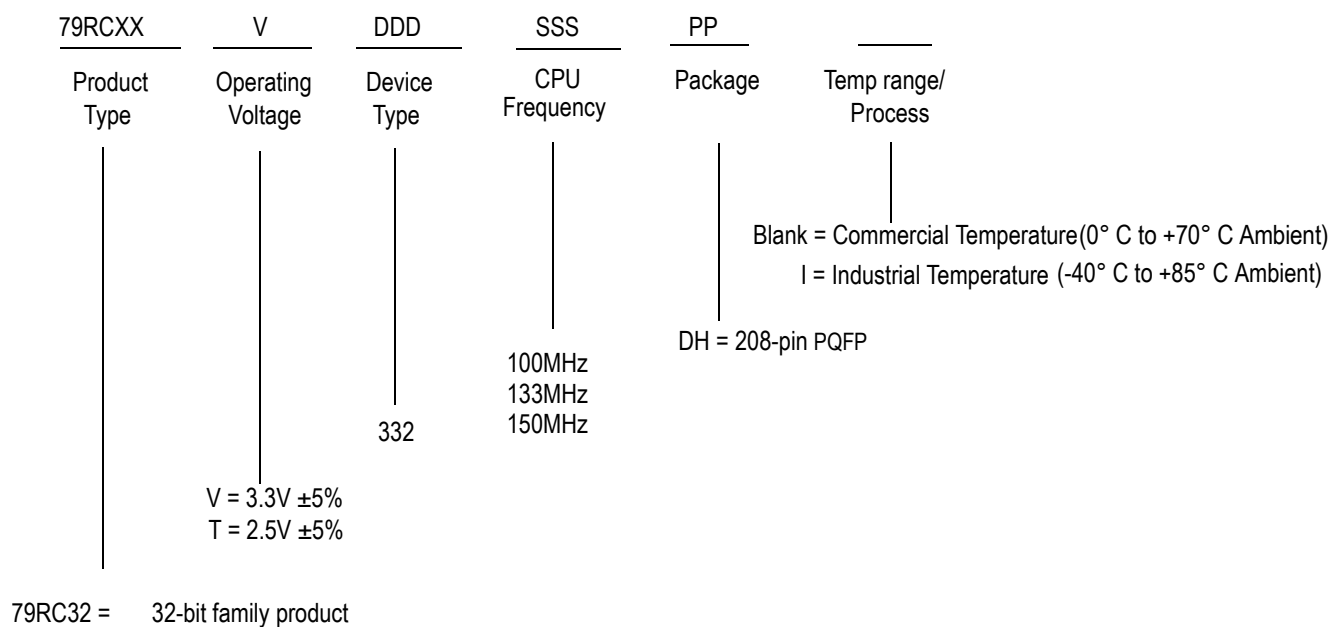 79RCXX V DDD SSS PP
Product Type
Operating Voltage
Device Type
CPU Frequency
Package
Temp range/ Process
Blank = Commercial Temperature(0° C to +70° C Ambient)
I = Industrial Temperature (-40° C to +85° C Ambient)
DH = 208-pin PQFP
100MHz
133MHz
150MHz
332
V = 3.3V ±5%
T = 2.5V ±5%
79RC32 = 32-bit family product